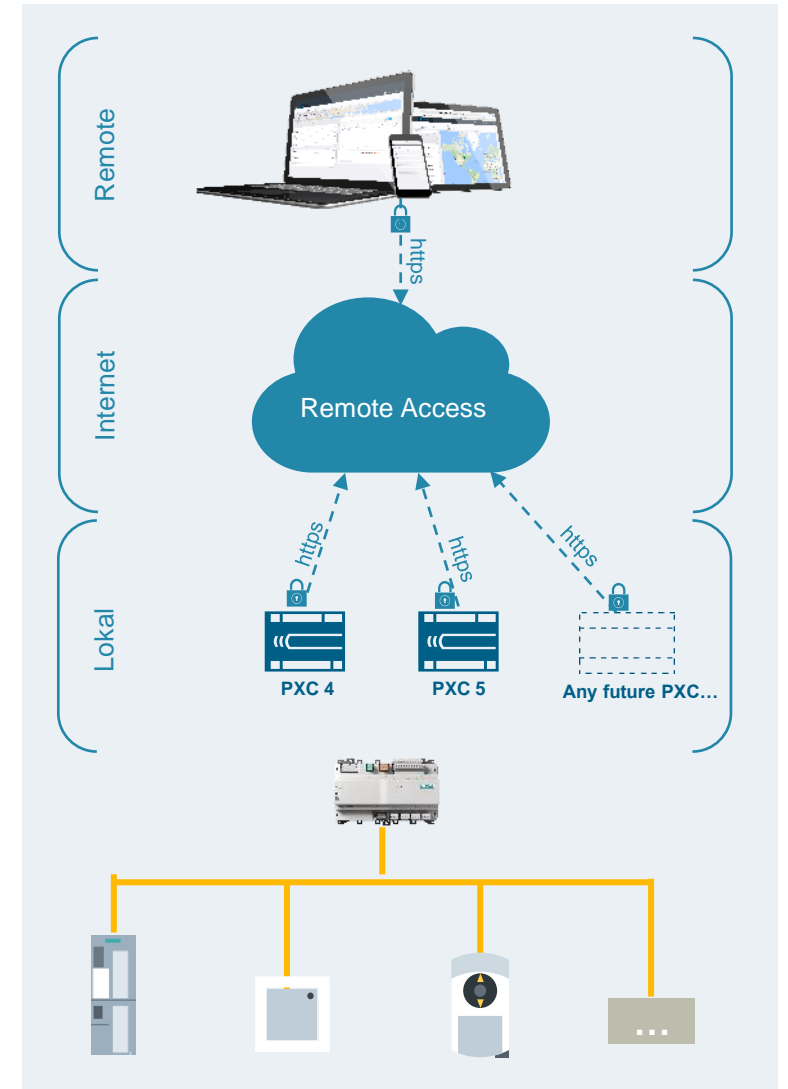 Remote
https
Internet
Remote Access
https
https
https
Lokal
PXC 4
PXC 5
Any future PXC…
...